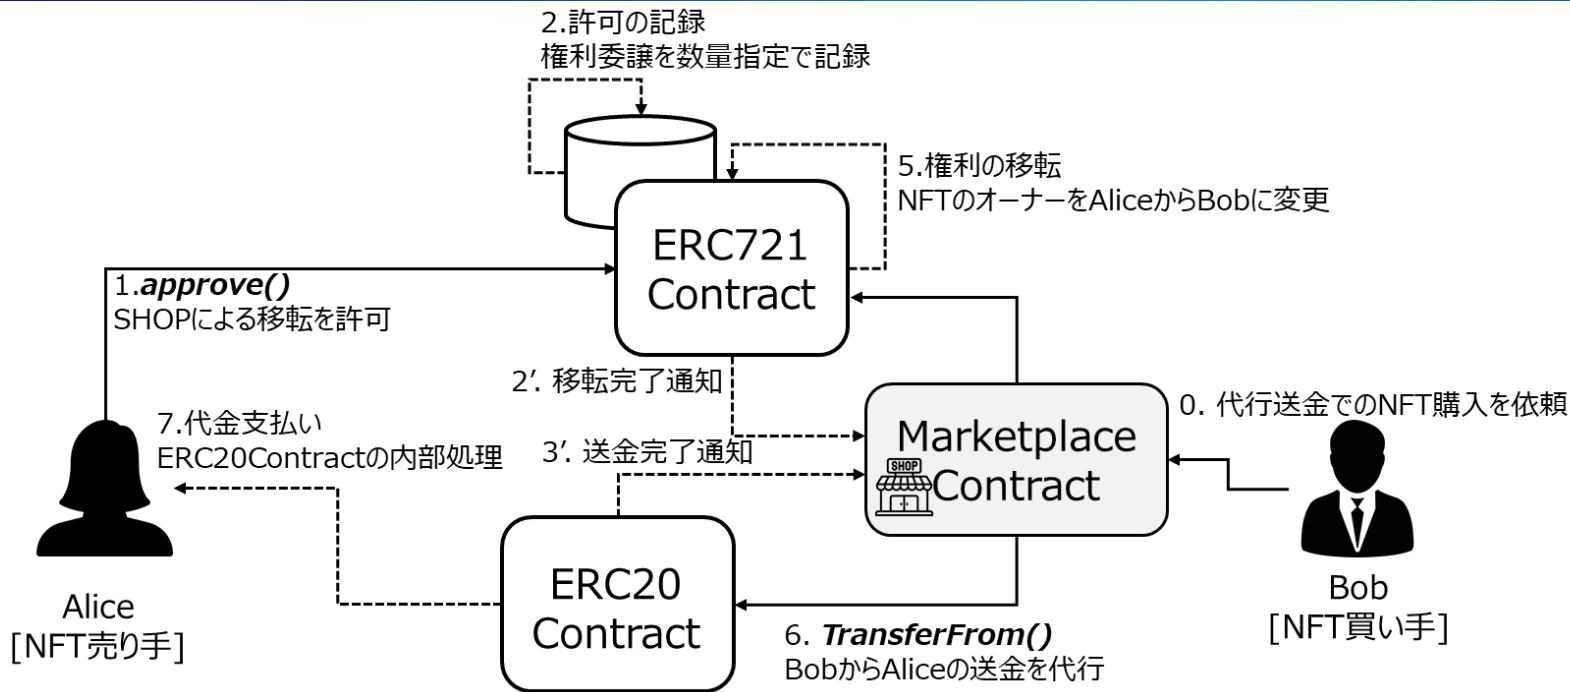 2.許可の記録
権利委譲を数量指定で記録
5.権利の移転
NFTのオーナーをAliceからBobに変更
ERC721
Contract
1.approve()
SHOPによる移転を許可
2’. 移転完了通知
0. 代行送金でのNFT購入を依頼
7.代金支払い
ERC20Contractの内部処理
3’. 送金完了通知
Marketplace
Contract
SHOP
ERC20
Contract
Alice
[NFT売り手]
Bob
[NFT買い手]
6. TransferFrom()
BobからAliceの送金を代行